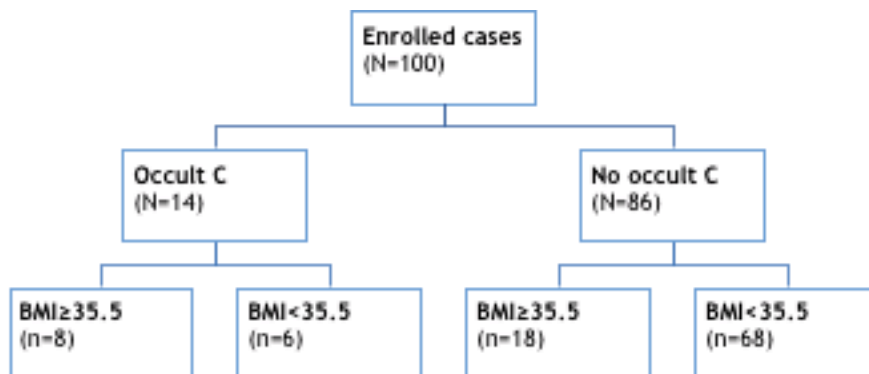 Enrolled cases
(N=100)
Occult C
(N=14)
No occult C
(N=86)
BMI≥35.5
(n=8)
BMI<35.5
(n=6)
BMI≥35.5
(n=18)
BMI<35.5
(n=68)